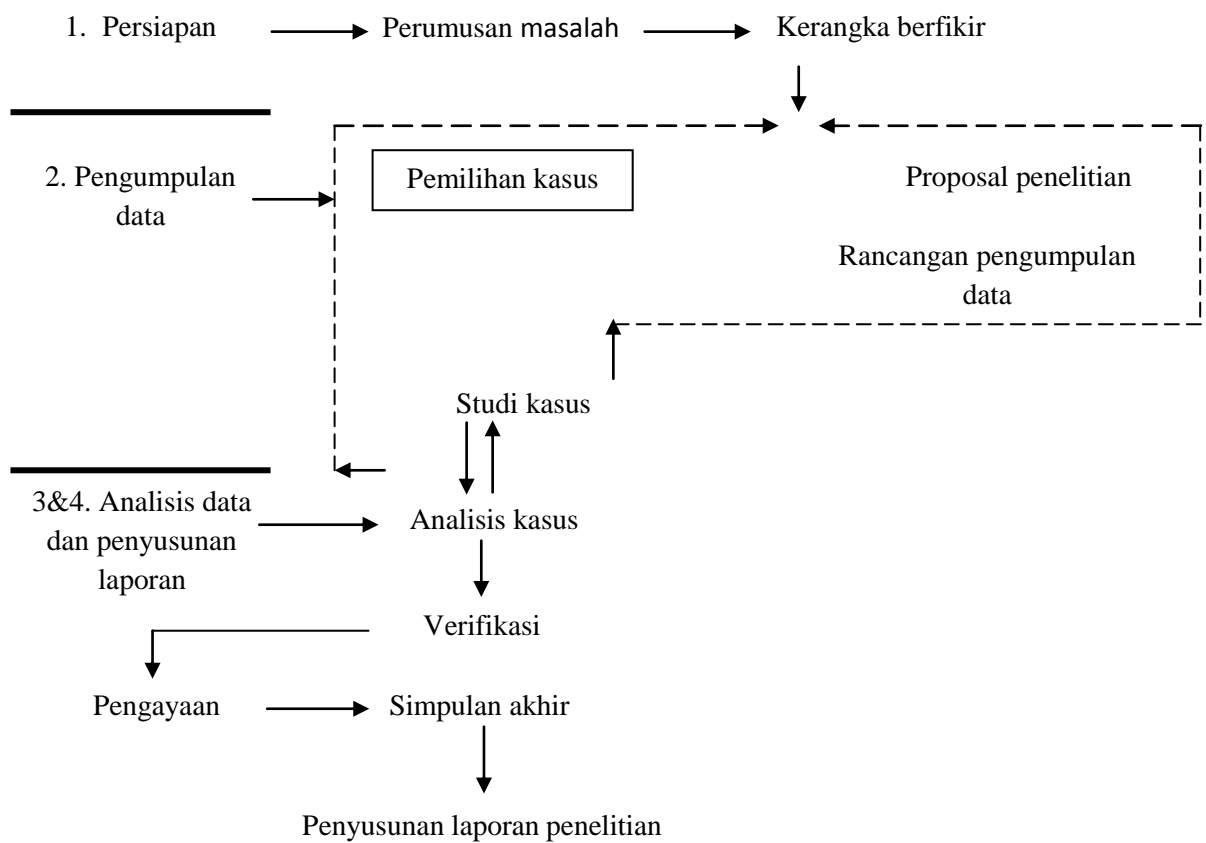 1. Persiapan
Perumusan masalah
Kerangka berfikir
2. Pengumpulan
data
Pemilihan kasus
Proposal penelitian
Rancangan pengumpulan
data
Studi kasus
3&4. Analisis data
dan penyusunan
laporan
Analisis kasus
Verifikasi
Pengayaan
Simpulan akhir
Penyusunan laporan penelitian